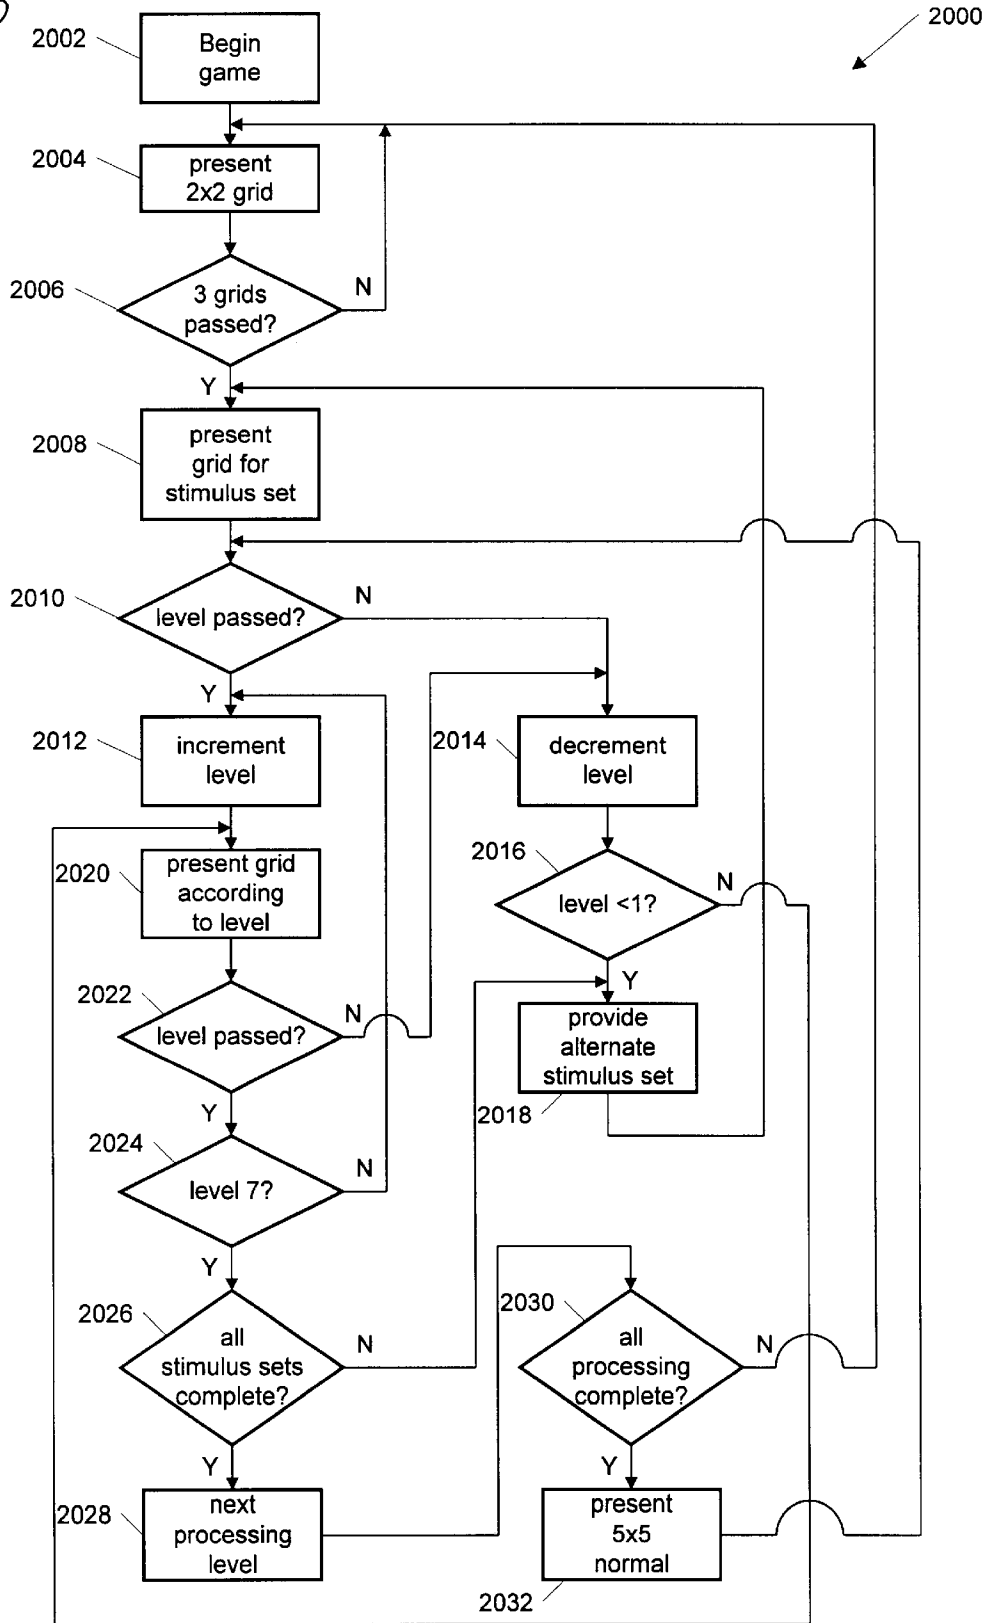 2000
2002
Begin
game
2004
present
2x2 grid
2006
3 grids
passed?
N
Y
2008
present
grid for
stimulus set
2010
level passed?
N
Y
2012
increment
level
2014
decrement
level
2016
level <1?
N
Y
2020
present grid
according
to level
2018
provide
alternate
stimulus set
2022
level passed?
N
Y
2024
level 7?
N
Y
2026
all
stimulus sets
complete?
N
Y
2028
next
processing
level
2030
all
processing
complete?
N
Y
2032
present
5x5
normal